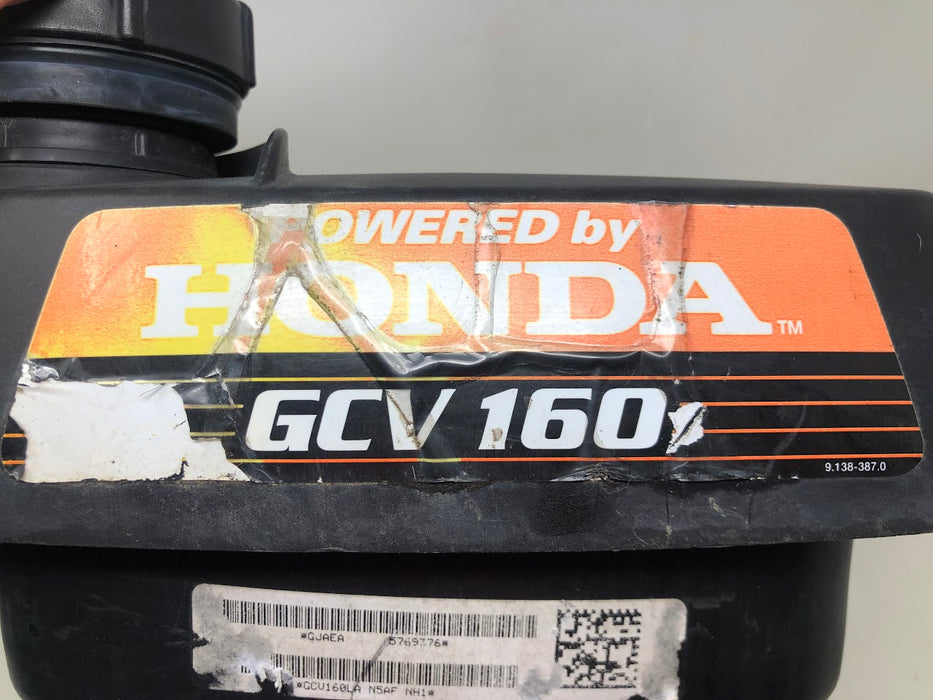 POWERED by
HONDA™
GCV 160
9.138-387.0
*GJAEA 5769376*
*GCV160LA N5AF NH1*